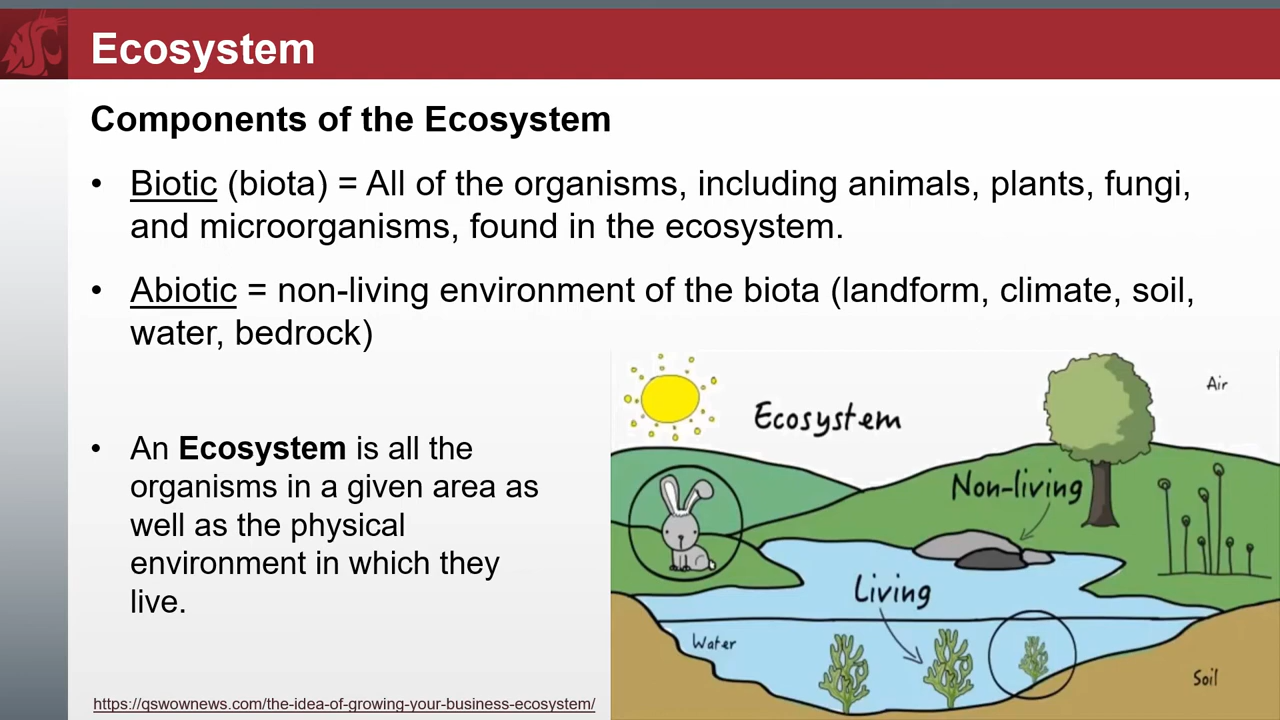 Ecosystem
Components of the Ecosystem
• Biotic (biota) = All of the organisms, including animals, plants, fungi,
and microorganisms, found in the ecosystem.
• Abiotic = non-living environment of the biota (landform, climate, soil,
water, bedrock)
• An Ecosystem is all the
organisms in a given area as
well as the physical
environment in which they
live.
https://qswownews.com/the-idea-of-growing-your-business-ecosystem/
Air
Ecosystem
Non-living
Living
Water
Soil